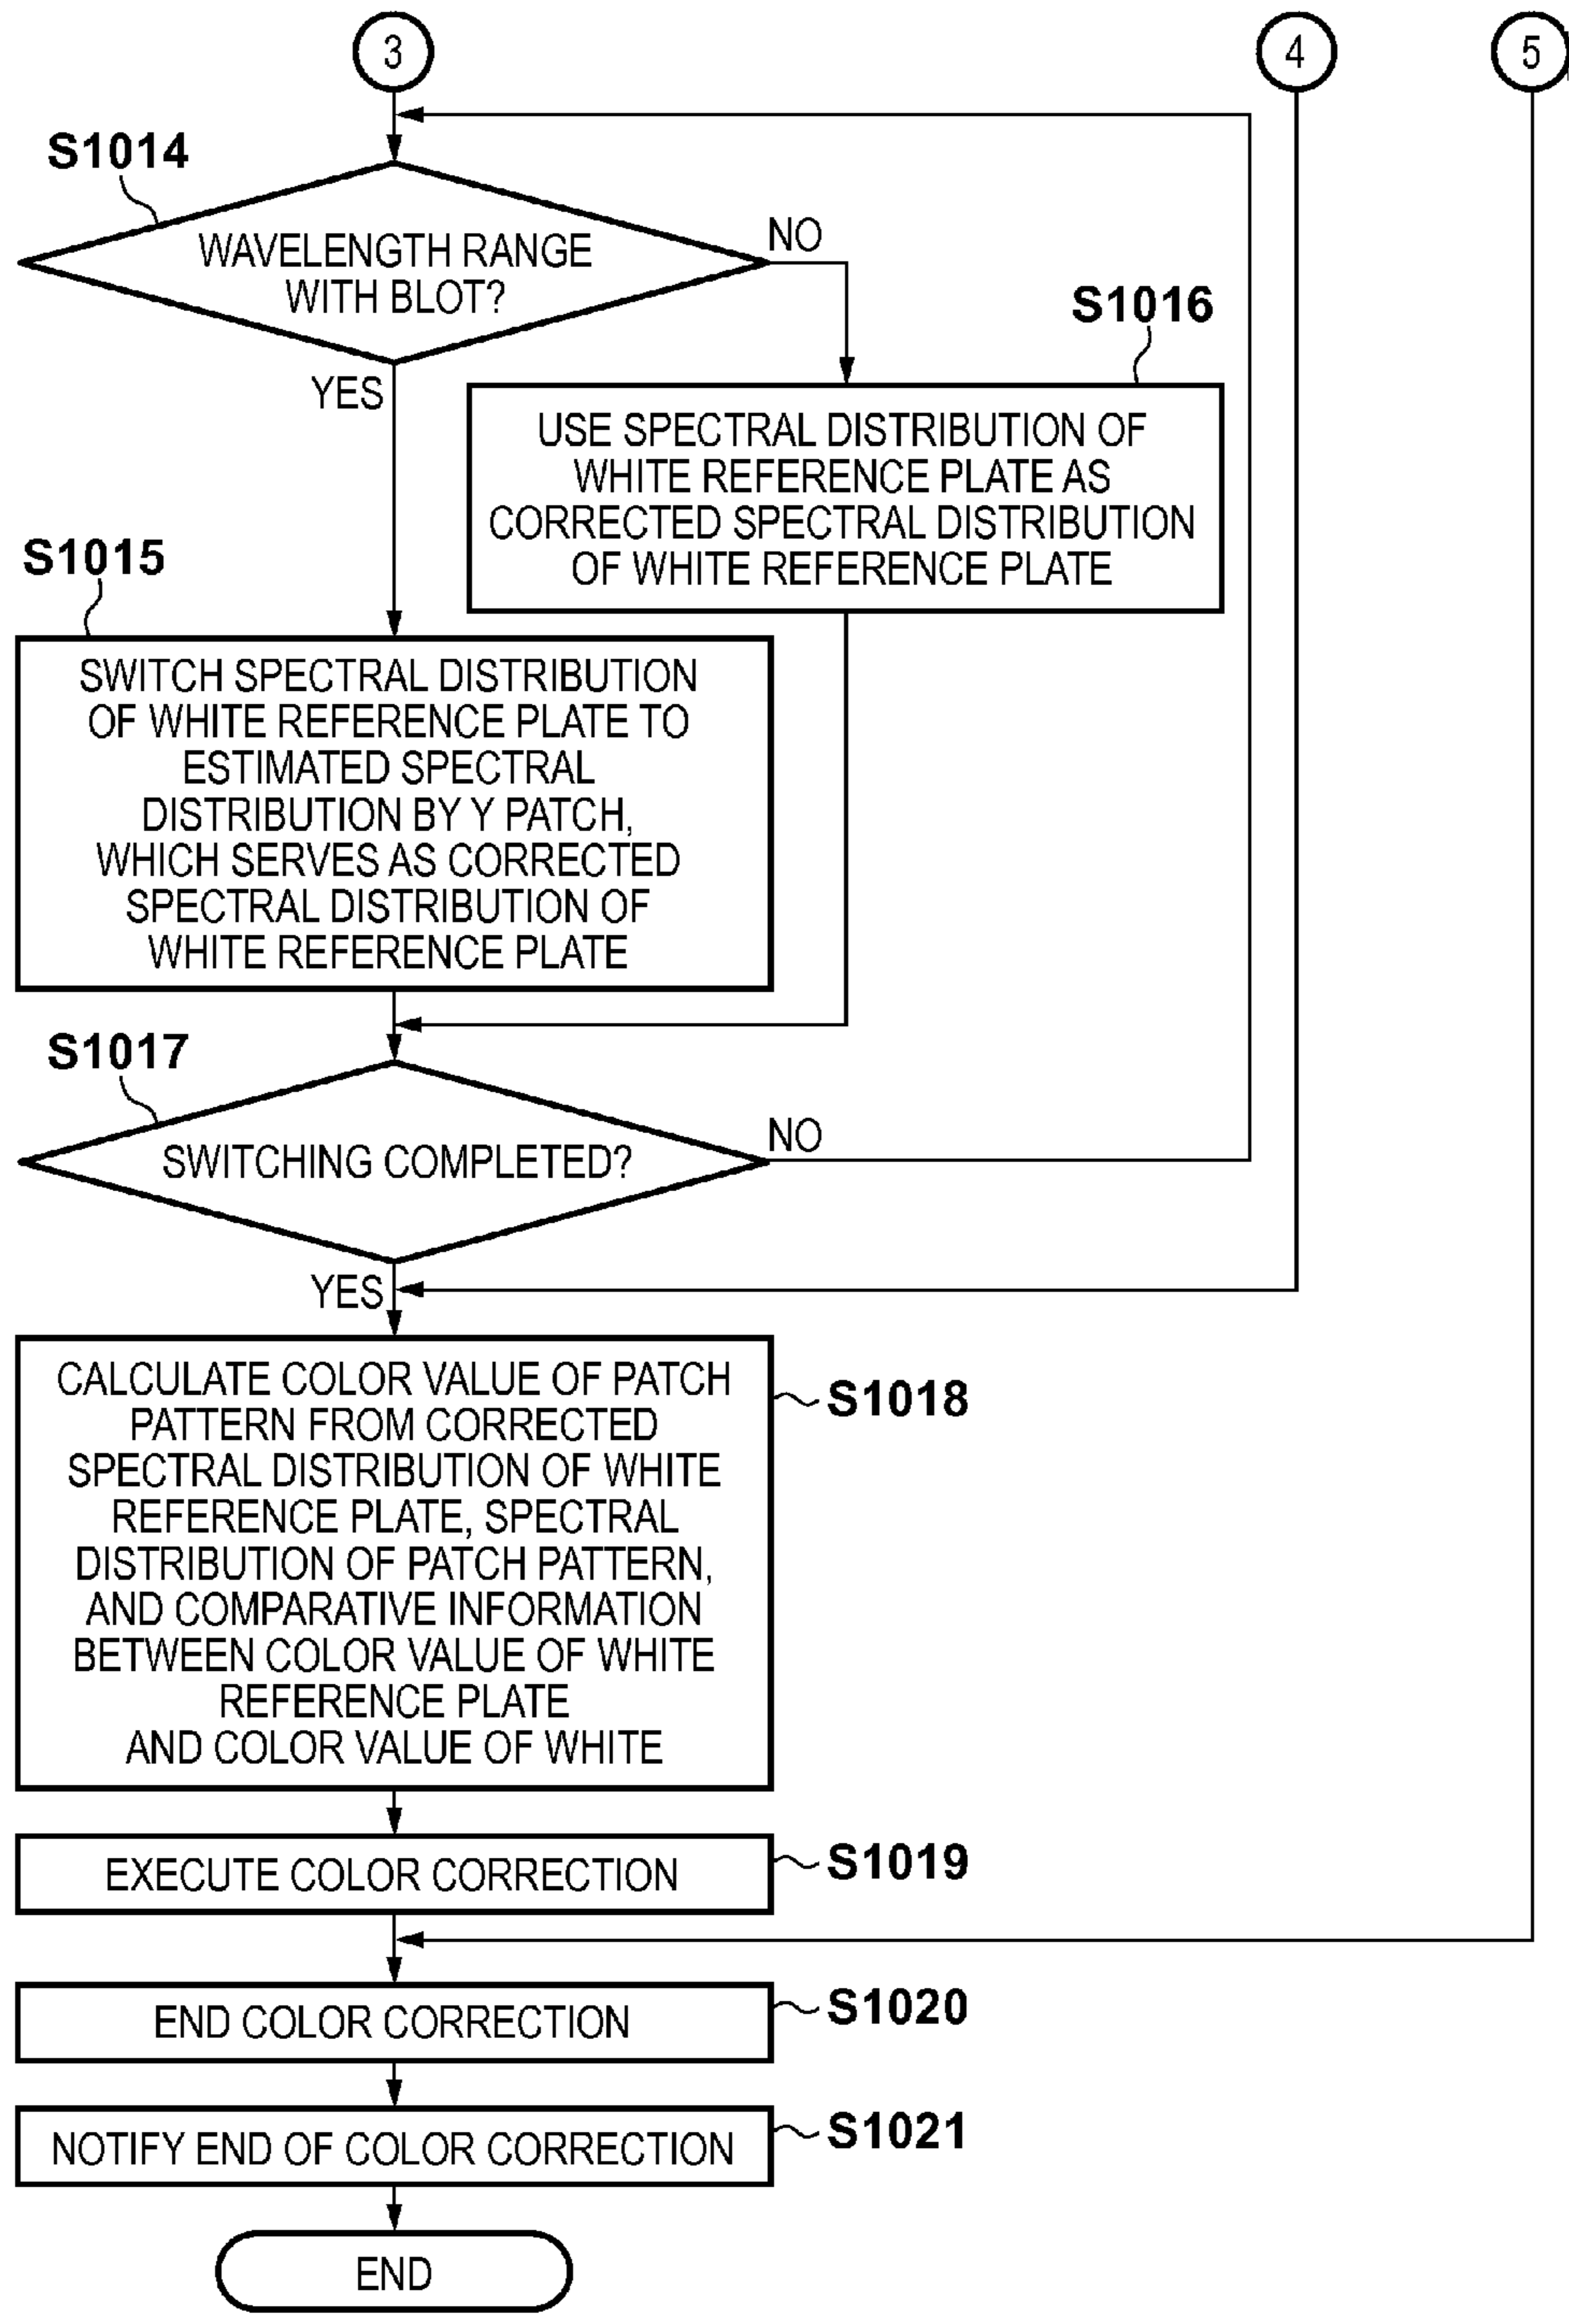 3
4
5
S1014
WAVELENGTH RANGE
WITH BLOT?
NO
YES
S1016
USE SPECTRAL DISTRIBUTION OF
WHITE REFERENCE PLATE AS
CORRECTED SPECTRAL DISTRIBUTION
OF WHITE REFERENCE PLATE
S1015
SWITCH SPECTRAL DISTRIBUTION
OF WHITE REFERENCE PLATE TO
ESTIMATED SPECTRAL
DISTRIBUTION BY Y PATCH,
WHICH SERVES AS CORRECTED
SPECTRAL DISTRIBUTION OF
WHITE REFERENCE PLATE
S1017
SWITCHING COMPLETED?
NO
YES
CALCULATE COLOR VALUE OF PATCH
PATTERN FROM CORRECTED
SPECTRAL DISTRIBUTION OF WHITE
REFERENCE PLATE, SPECTRAL
DISTRIBUTION OF PATCH PATTERN,
AND COMPARATIVE INFORMATION
BETWEEN COLOR VALUE OF WHITE
REFERENCE PLATE
AND COLOR VALUE OF WHITE
S1018
EXECUTE COLOR CORRECTION
S1019
END COLOR CORRECTION
S1020
NOTIFY END OF COLOR CORRECTION
S1021
END